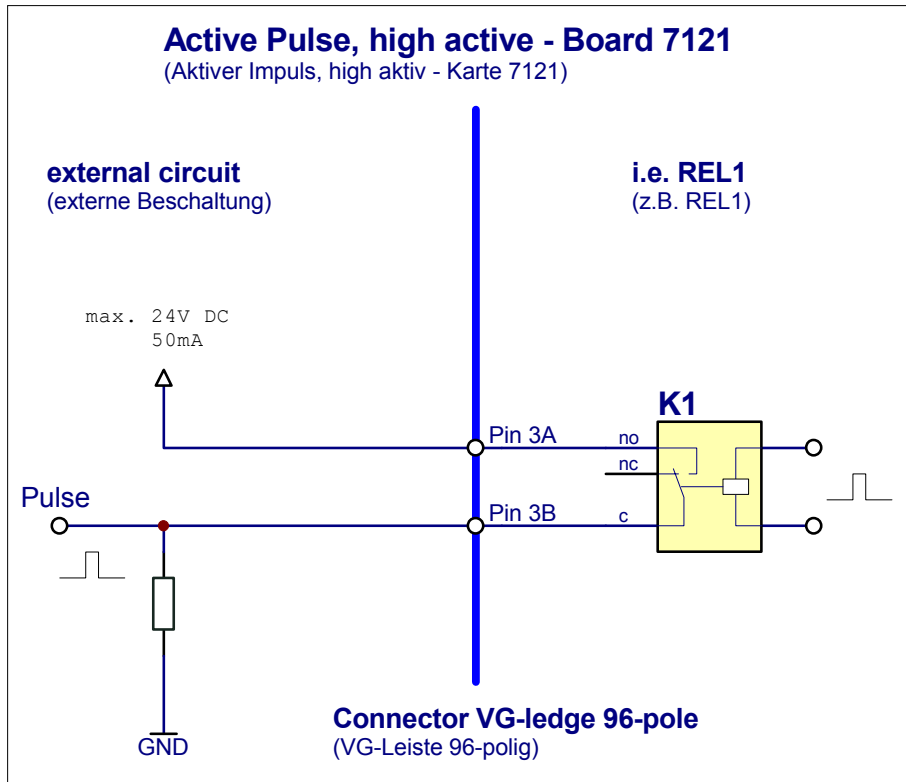 Active Pulse, high active - Board 7121
(Aktiver Impuls, high aktiv - Karte 7121)
external circuit
(externe Beschaltung)
i.e. REL1
(z.B. REL1)
max. 24V DC
50mA
K1
Pin 3A
no
nc
Pulse
Pin 3B
c
GND
Connector VG-ledge 96-pole
(VG-Leiste 96-polig)